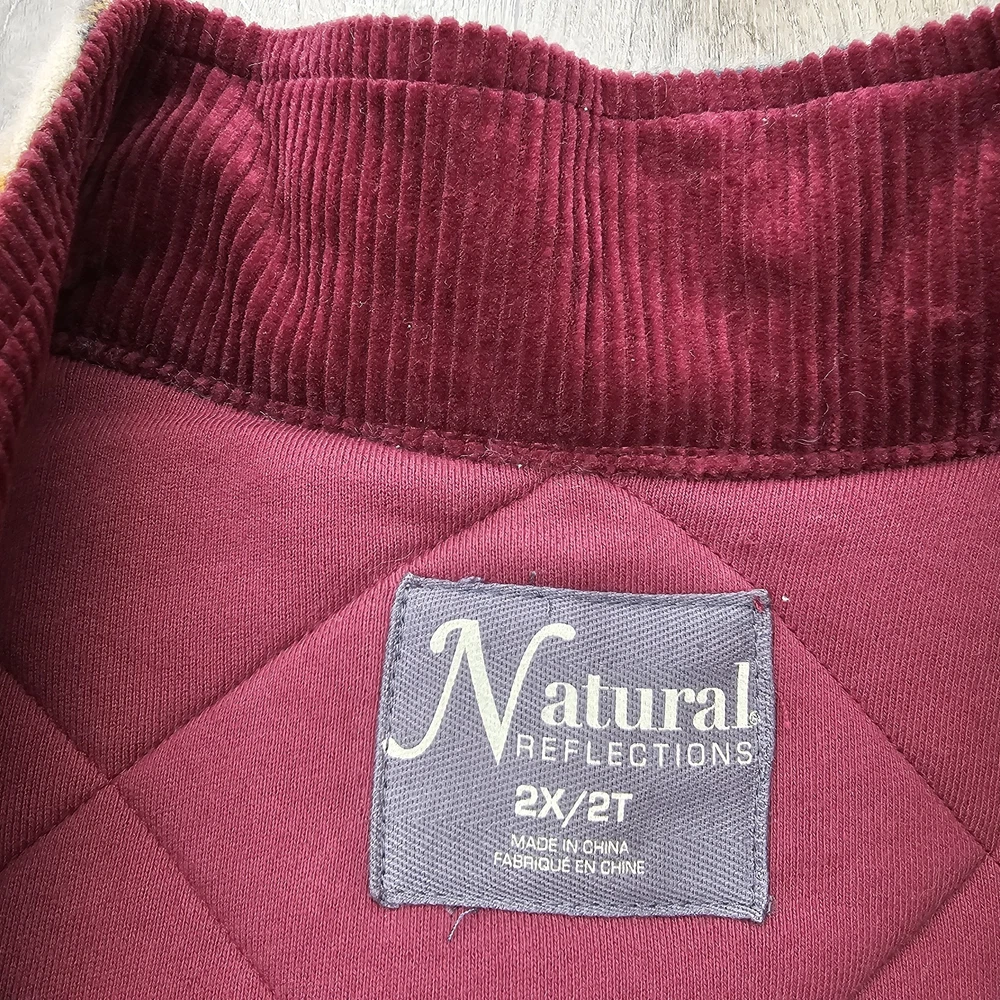 Natural®
REFLECTIONS
2X/2T
MADE IN CHINA
FABRIQUÉ EN CHINE